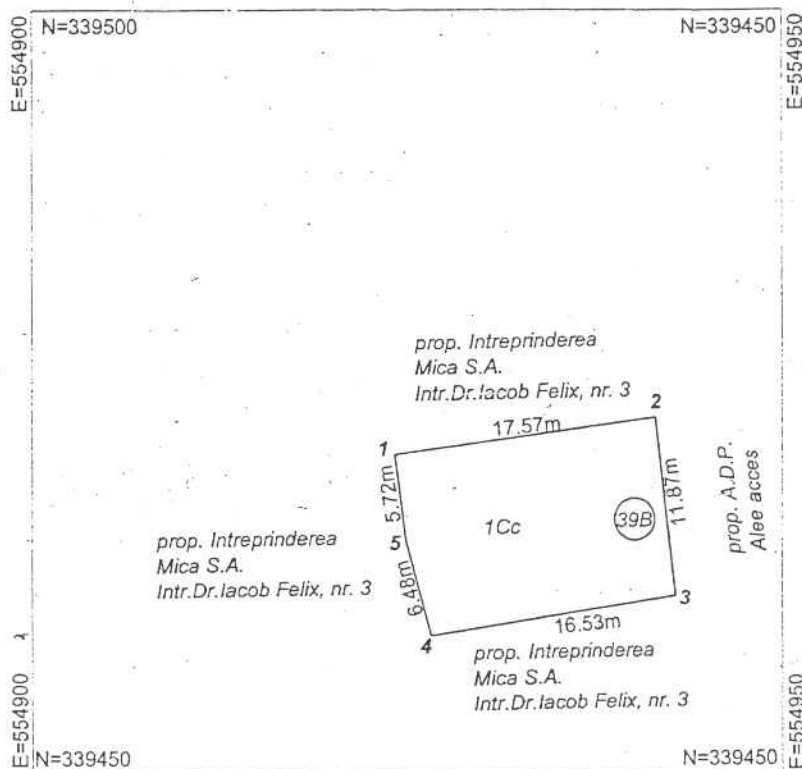 N=339500
N=339450
E=554900
E=554950
prop. Intreprinderea
Mica S.A.
Intr.Dr.Iacob Felix, nr. 3
2
17.57m
1
5.72m
11.87m
prop. A.D.P.
Alee acces
39B
1Cc
prop. Intreprinderea
Mica S.A.
Intr.Dr.Iacob Felix, nr. 3
5
6.48m
3
16.53m
4
prop. Intreprinderea
Mica S.A.
Intr.Dr.Iacob Felix, nr. 3
E=554900
E=554950
N=339450
N=339450